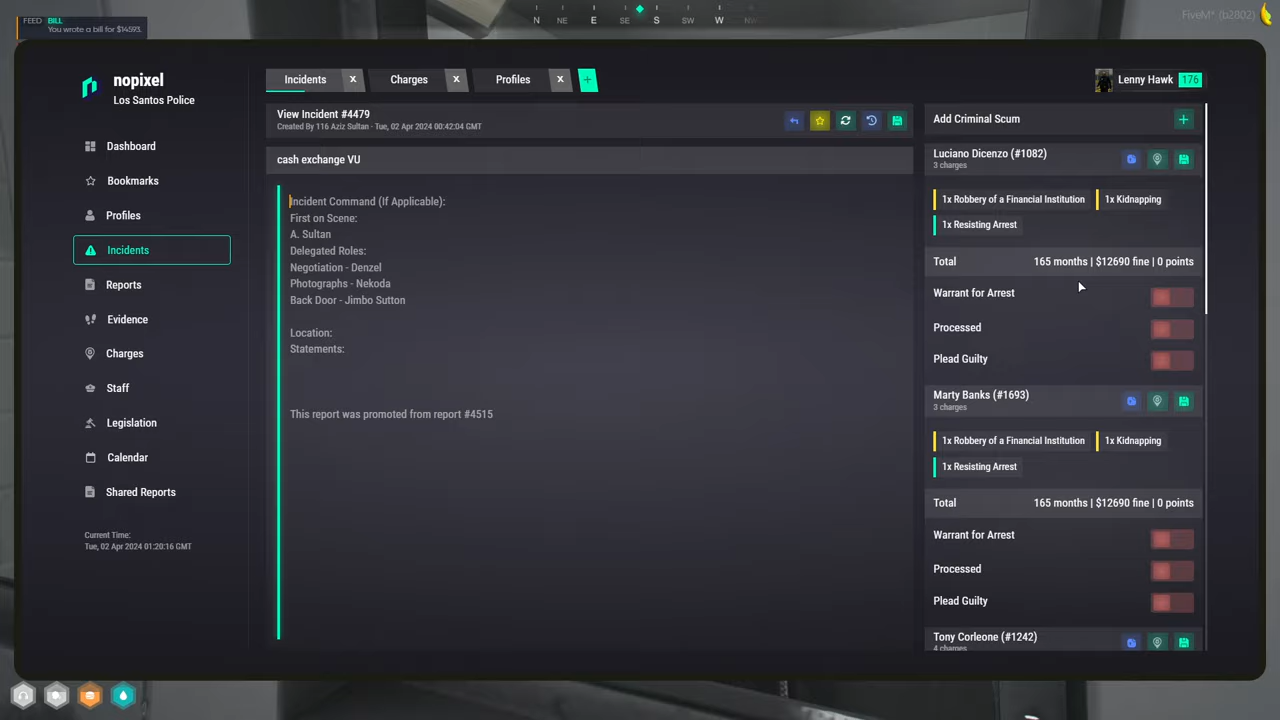 FEED BILL
You wrote a bill for $14593.
N NE E SE S SW W NW
FiveM* (b2802)
nopixel
Los Santos Police
Incidents x
Charges x
Profiles x
+
Lenny Hawk 176
Dashboard
Bookmarks
Profiles
Incidents
Reports
Evidence
Charges
Staff
Legislation
Calendar
Shared Reports
Current Time:
Tue, 02 Apr 2024 01:20:16 GMT
View Incident #4479
Created By 116 Aziz Sultan - Tue, 02 Apr 2024 00:42:04 GMT
cash exchange VU
Incident Command (If Applicable):
First on Scene:
A. Sultan
Delegated Roles:
Negotiation - Denzel
Photographs - Nekoda
Back Door - Jimbo Sutton
Location:
Statements:
This report was promoted from report #4515
Add Criminal Scum +
Luciano Dicenzo (#1082)
3 charges
1x Robbery of a Financial Institution 1x Kidnapping
1x Resisting Arrest
Total 165 months | $12690 fine | 0 points
Warrant for Arrest
Processed
Plead Guilty
Marty Banks (#1693)
3 charges
1x Robbery of a Financial Institution 1x Kidnapping
1x Resisting Arrest
Total 165 months | $12690 fine | 0 points
Warrant for Arrest
Processed
Plead Guilty
Tony Corleone (#1242)
4 charges